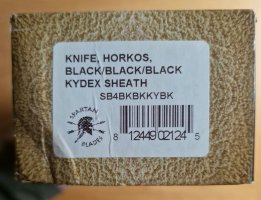 KNIFE, HORKOS,
BLACK/BLACK/BLACK
KYDEX SHEATH
SB4BKBKKYBK
SPARTAN
BLADES
8 12449 02124 5